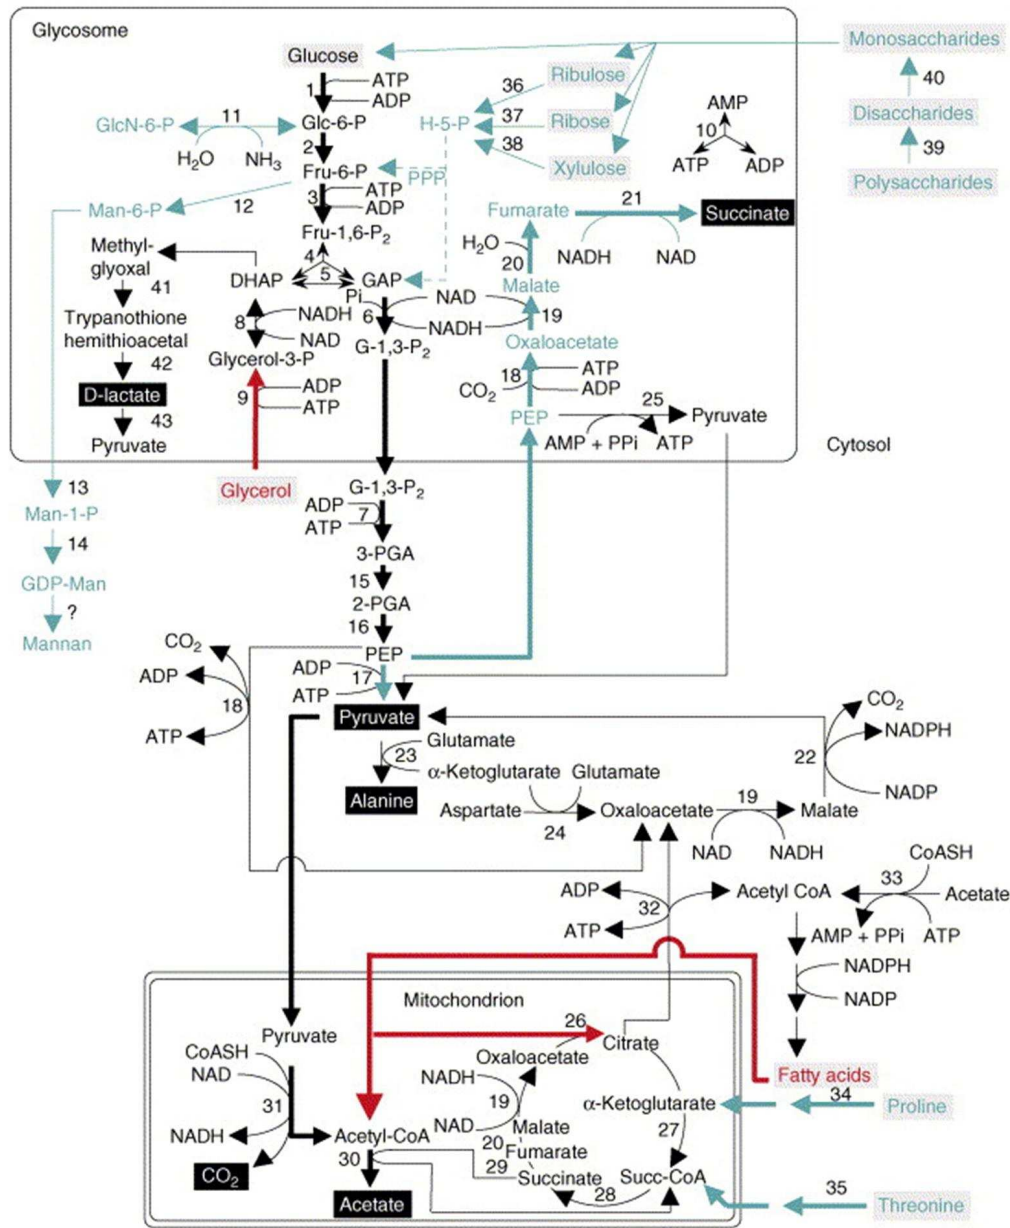 Glycosome
Glucose
1
ATP
ADP
Glc-6-P
GlcN-6-P
11
H2O
NH3
2
Fru-6-P
3
ATP
ADP
Fru-1,6-P2
4
5
DHAP
GAP
Man-6-P
12
Methyl-
glyoxal
41
Trypanothione
hemithioacetal
42
D-lactate
43
Pyruvate
8
NADH
NAD
Glycerol-3-P
9
ADP
ATP
Glycerol
Pi
6
NAD
NADH
G-1,3-P2
H-5-P
PPP
36
37
38
Ribulose
Ribose
Xylulose
AMP
10
ATP
ADP
Monosaccharides
40
Disaccharides
39
Polysaccharides
Fumarate
21
Succinate
NADH
NAD
H2O
20
Malate
19
Oxaloacetate
CO2
18
ATP
ADP
PEP
25
Pyruvate
AMP + PPi
ATP
Cytosol
13
Man-1-P
14
GDP-Man
?
Mannan
G-1,3-P2
ADP
7
ATP
3-PGA
15
2-PGA
16
PEP
ADP
17
ATP
CO2
ADP
18
ATP
Pyruvate
Glutamate
23
α-Ketoglutarate
Glutamate
Alanine
Aspartate
24
Oxaloacetate
19
Malate
NAD
NADH
22
CO2
NADPH
NADP
ADP
32
ATP
Acetyl CoA
33
CoASH
Acetate
AMP + PPi
ATP
NADPH
NADP
Fatty acids
Mitochondrion
Pyruvate
CoASH
NAD
31
NADH
CO2
Acetyl-CoA
30
Acetate
26
Citrate
Oxaloacetate
NADH
19
NAD
Malate
20
Fumarate
29
Succinate
28
Succ-CoA
27
α-Ketoglutarate
34
Proline
35
Threonine